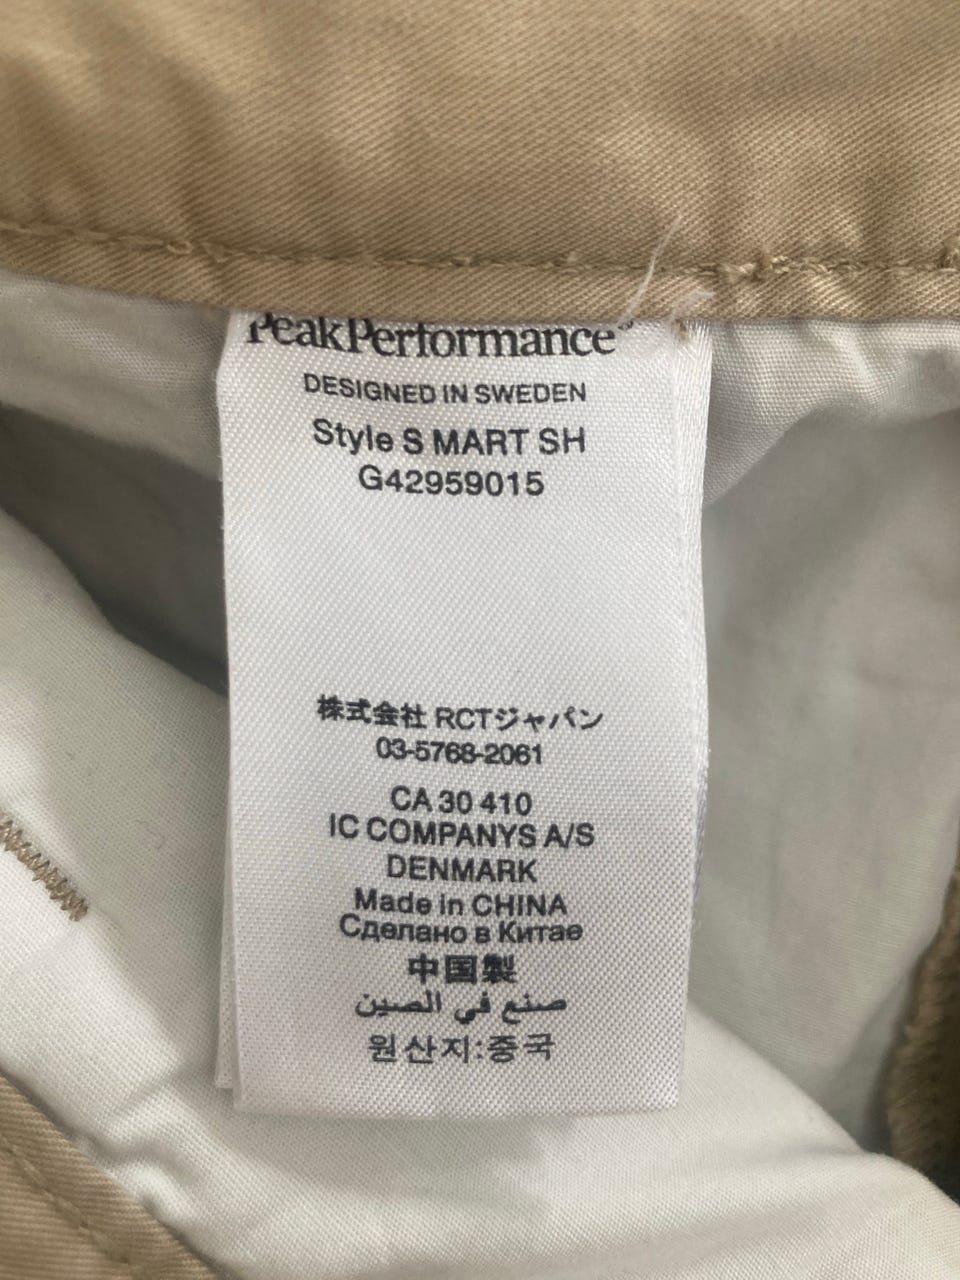 PeakPerformance®
DESIGNED IN SWEDEN
Style S MART SH
G42959015
株式会社 RCTジャパン
03-5768-2061
CA 30 410
IC COMPANYS A/S
DENMARK
Made in CHINA
Сделано в Китае
中国製
صنع في الصين
원산지:중국